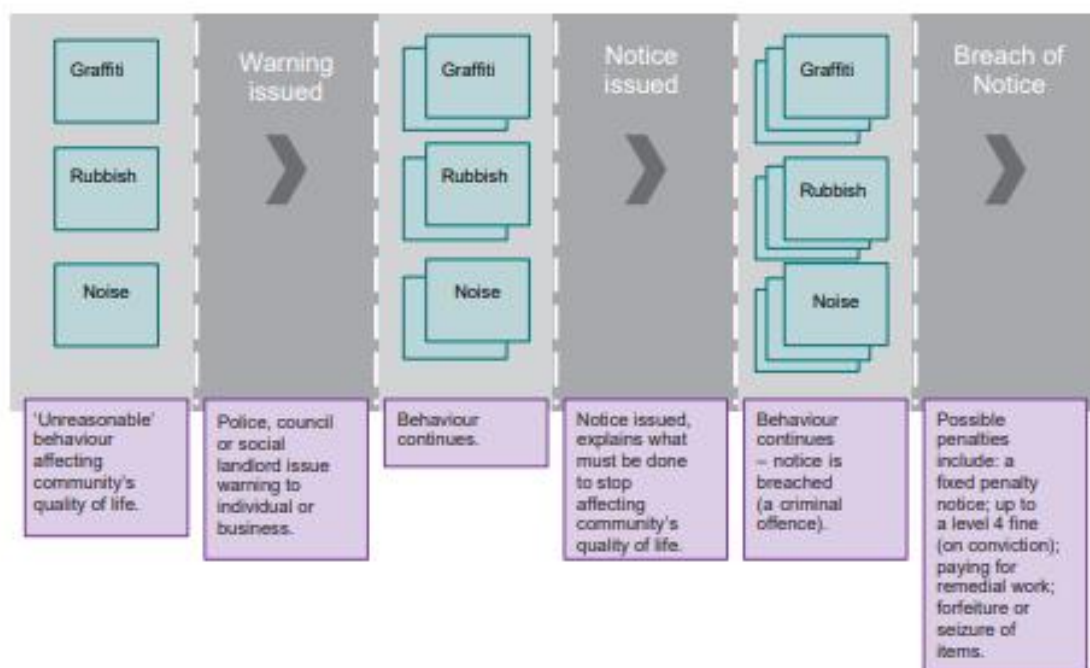 Graffiti
Rubbish
Noise
Warning
issued
Graffiti
Rubbish
Noise
Notice
issued
Graffiti
Rubbish
Noise
Breach of
Notice
‘Unreasonable’
behaviour
affecting
community’s
quality of life.
Police, council
or social
landlord issue
warning to
individual or
business.
Behaviour
continues.
Notice issued,
explains what
must be done
to stop
affecting
community’s
quality of life.
Behaviour
continues
– notice is
breached
(a criminal
offence).
Possible
penalties
include: a
fixed penalty
notice; up to
a level 4 fine
(on conviction);
paying for
remedial work;
forfeiture or
seizure of
items.